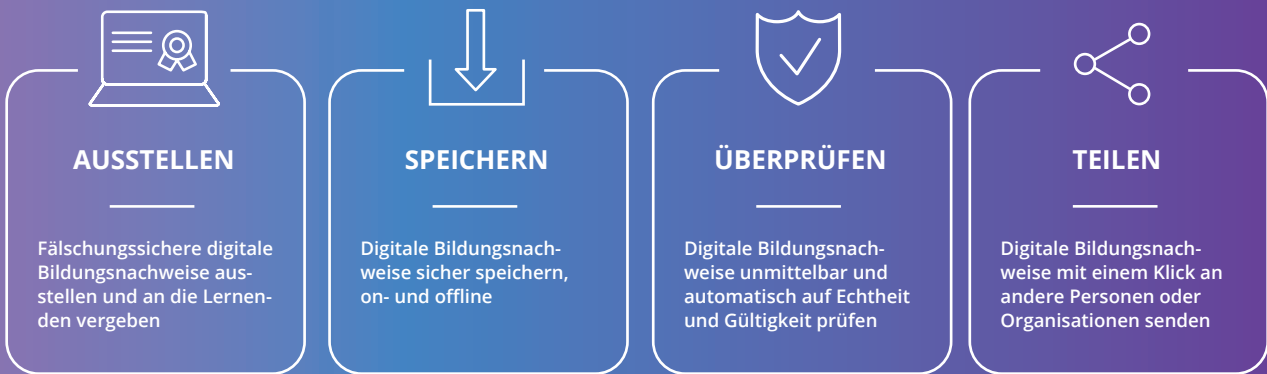 AUSSTELLEN
Fälschungssichere digitale
Bildungsnachweise aus-
stellen und an die Lernen-
den vergeben
SPEICHERN
Digitale Bildungsnach-
weise sicher speichern,
on- und offline
ÜBERPRÜFEN
Digitale Bildungsnach-
weise unmittelbar und
automatisch auf Echtheit
und Gültigkeit prüfen
TEILEN
Digitale Bildungsnach-
weise mit einem Klick an
andere Personen oder
Organisationen senden